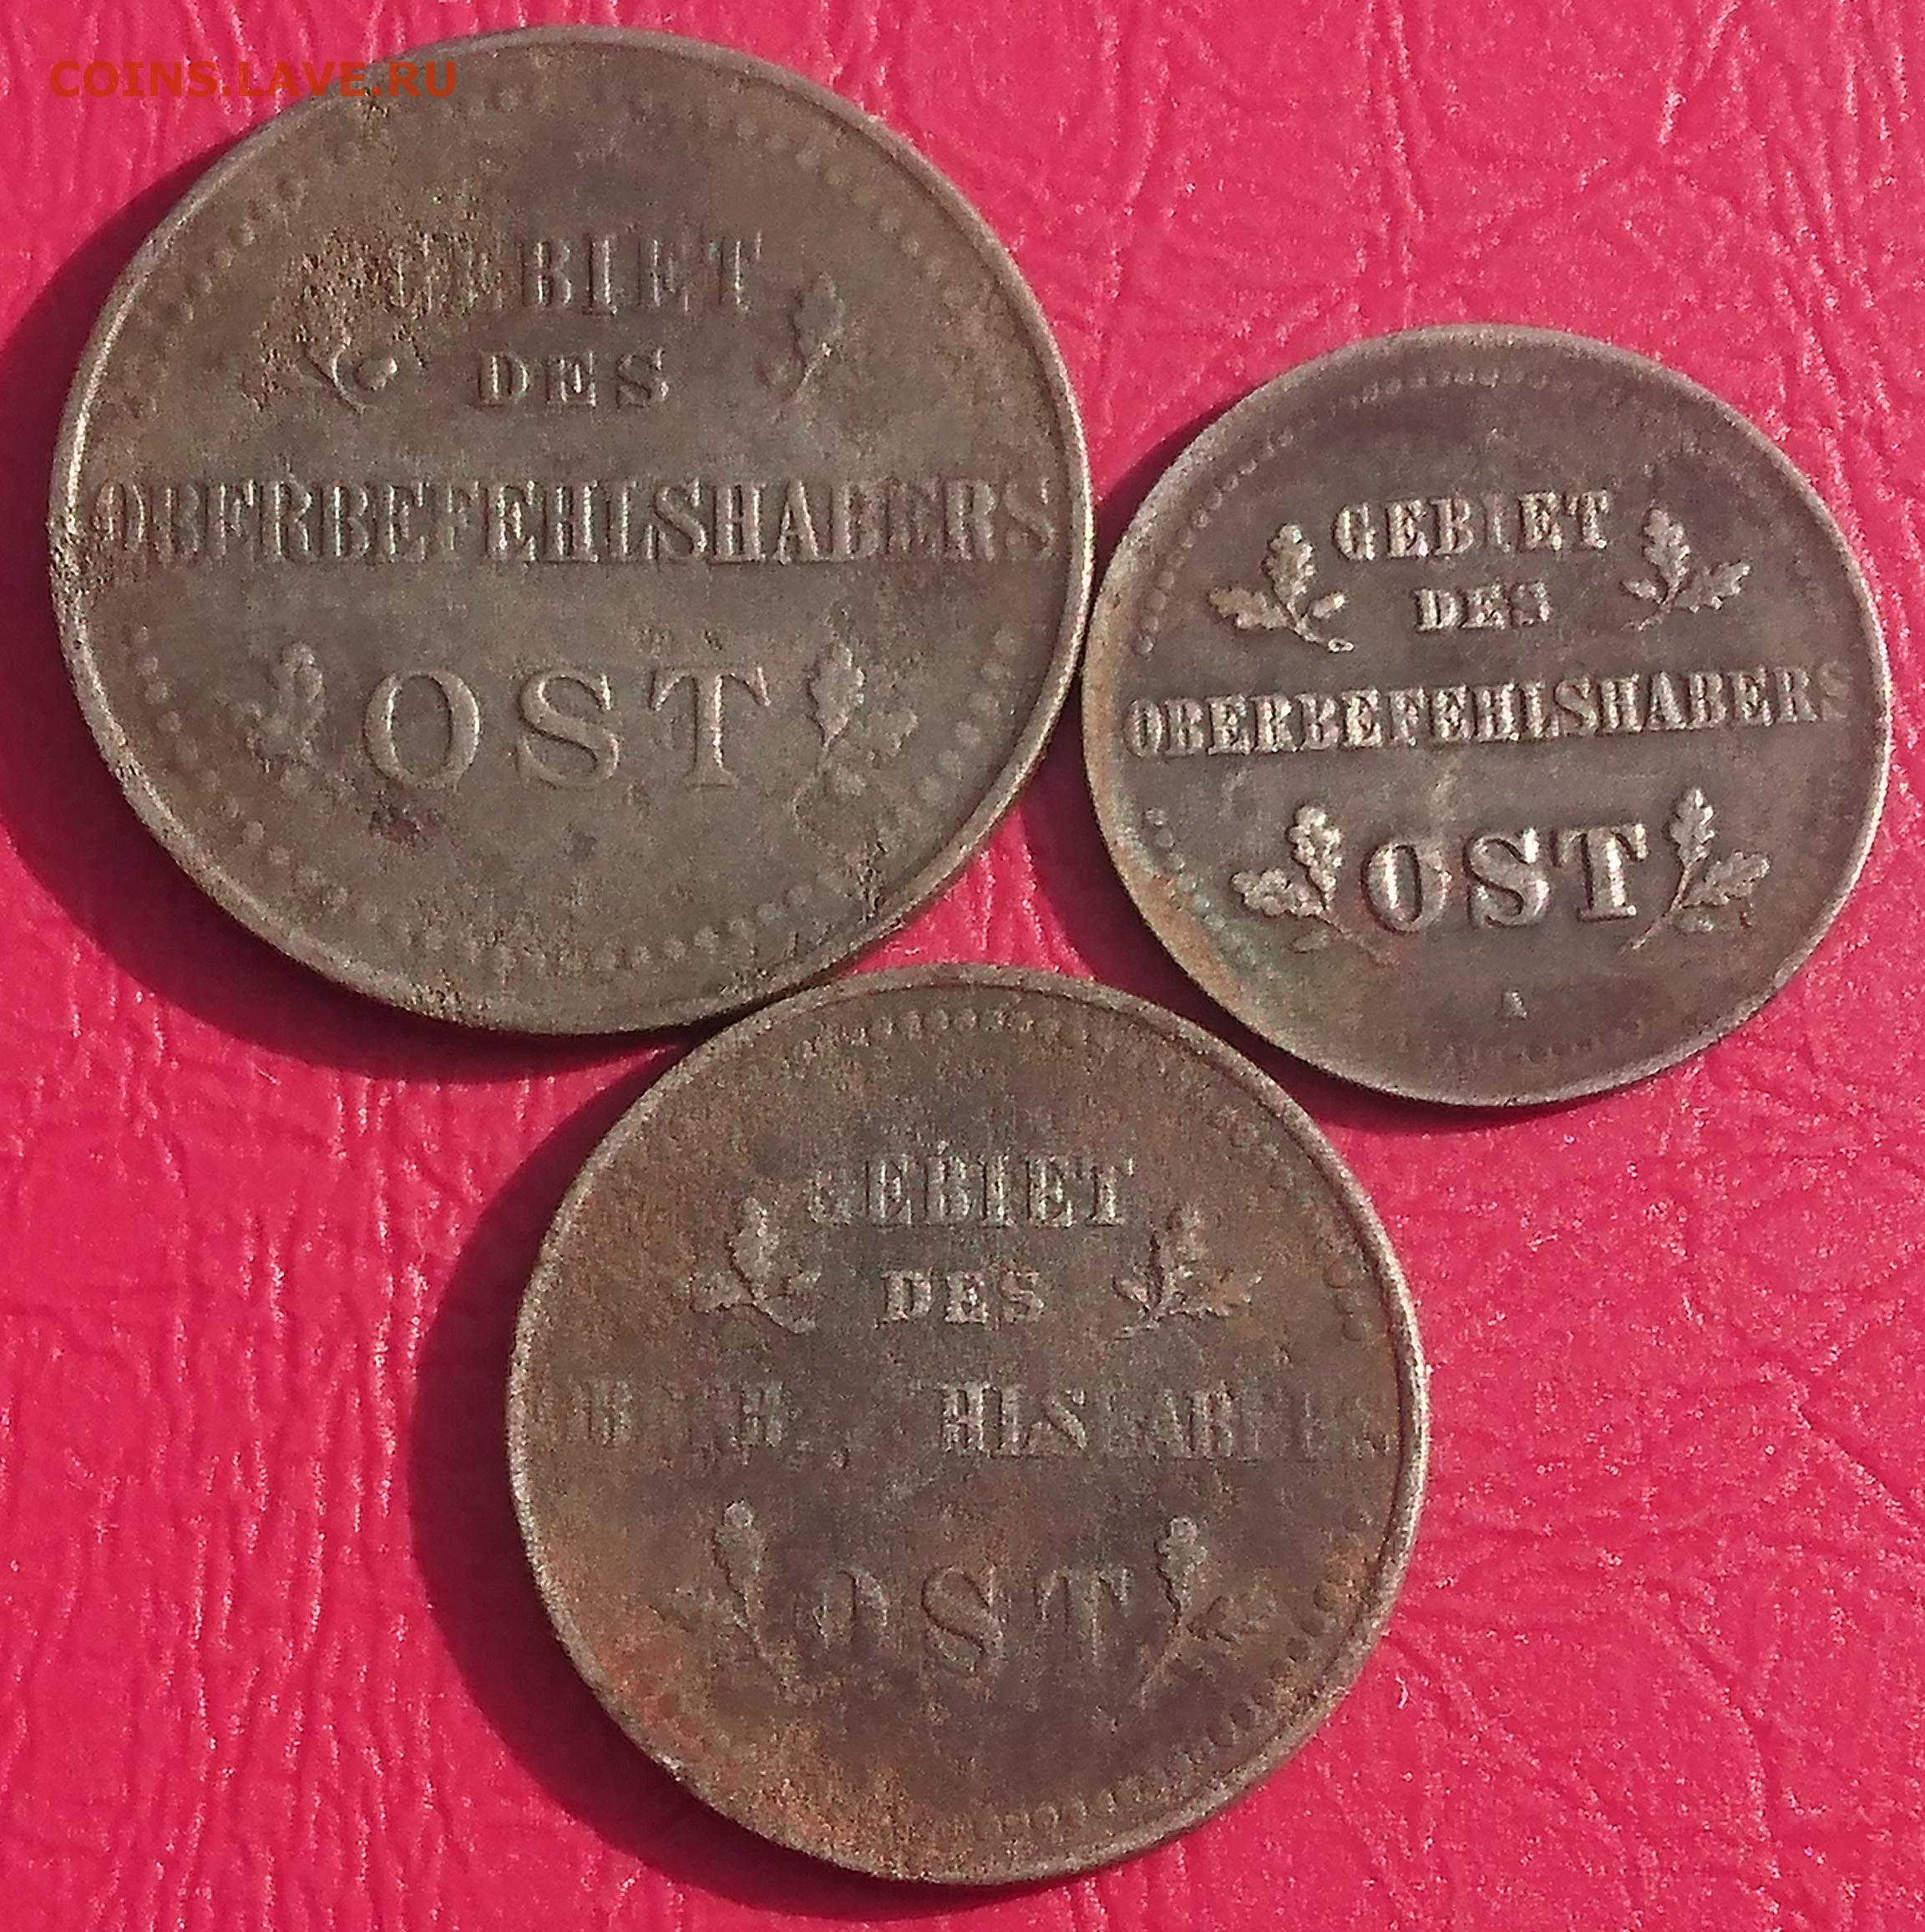 COINS.LAVE.RU
GEBIET
DES
OBERBEFEHLSHABERS
OST
GEBIET
DES
OBERBEFEHLSHABERS
OST
A
GEBIET
DES
OST